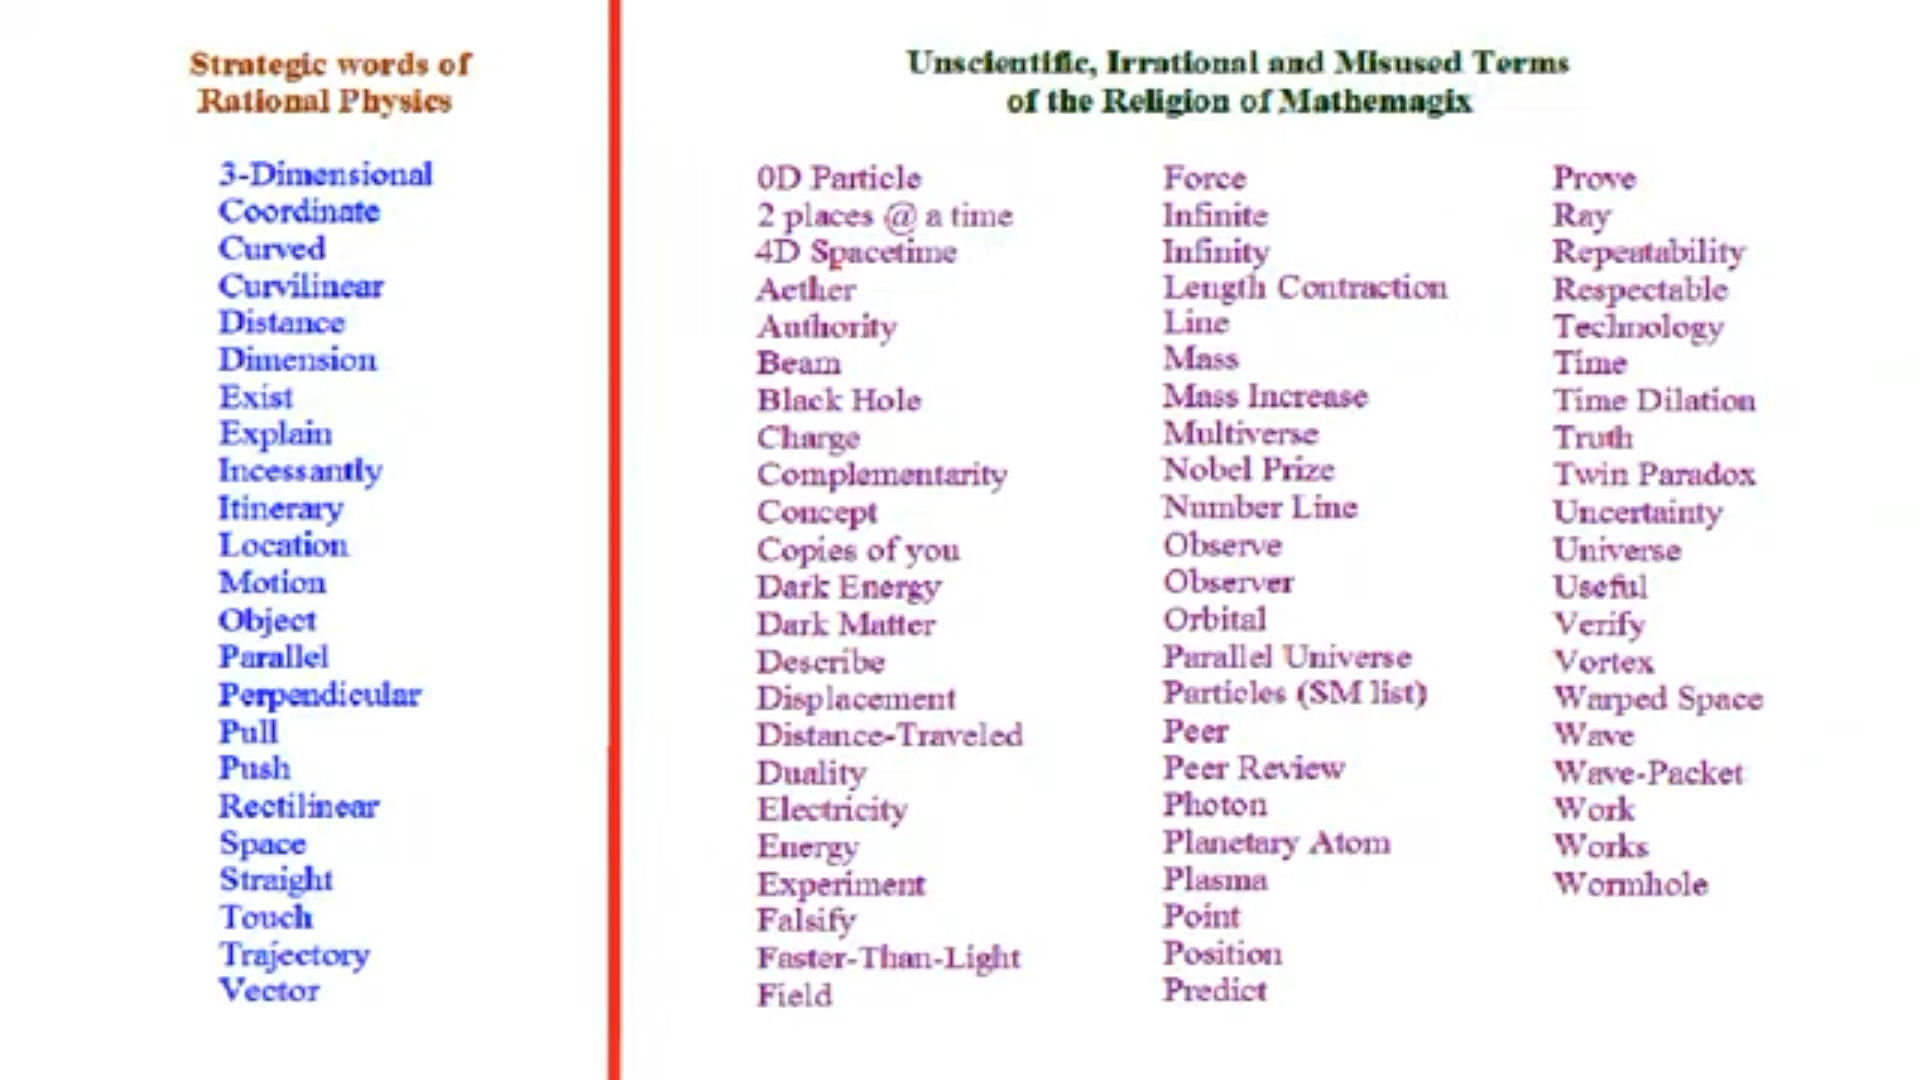 Strategic words of
Rational Physics
3-Dimensional
Coordinate
Curved
Curvilinear
Distance
Dimension
Exist
Explain
Incessantly
Itinerary
Location
Motion
Object
Parallel
Perpendicular
Pull
Push
Rectilinear
Space
Straight
Touch
Trajectory
Vector
Unscientific, Irrational and Misused Terms
of the Religion of Mathemagix
0D Particle
2 places @ a time
4D Spacetime
Aether
Authority
Beam
Black Hole
Charge
Complementarity
Concept
Copies of you
Dark Energy
Dark Matter
Describe
Displacement
Distance-Traveled
Duality
Electricity
Energy
Experiment
Falsify
Faster-Than-Light
Field
Force
Infinite
Infinity
Length Contraction
Line
Mass
Mass Increase
Multiverse
Nobel Prize
Number Line
Observe
Observer
Orbital
Parallel Universe
Particles (SM list)
Peer
Peer Review
Photon
Planetary Atom
Plasma
Point
Position
Predict
Prove
Ray
Repeatability
Respectable
Technology
Time
Time Dilation
Truth
Twin Paradox
Uncertainty
Universe
Useful
Verify
Vortex
Warped Space
Wave
Wave-Packet
Work
Works
Wormhole